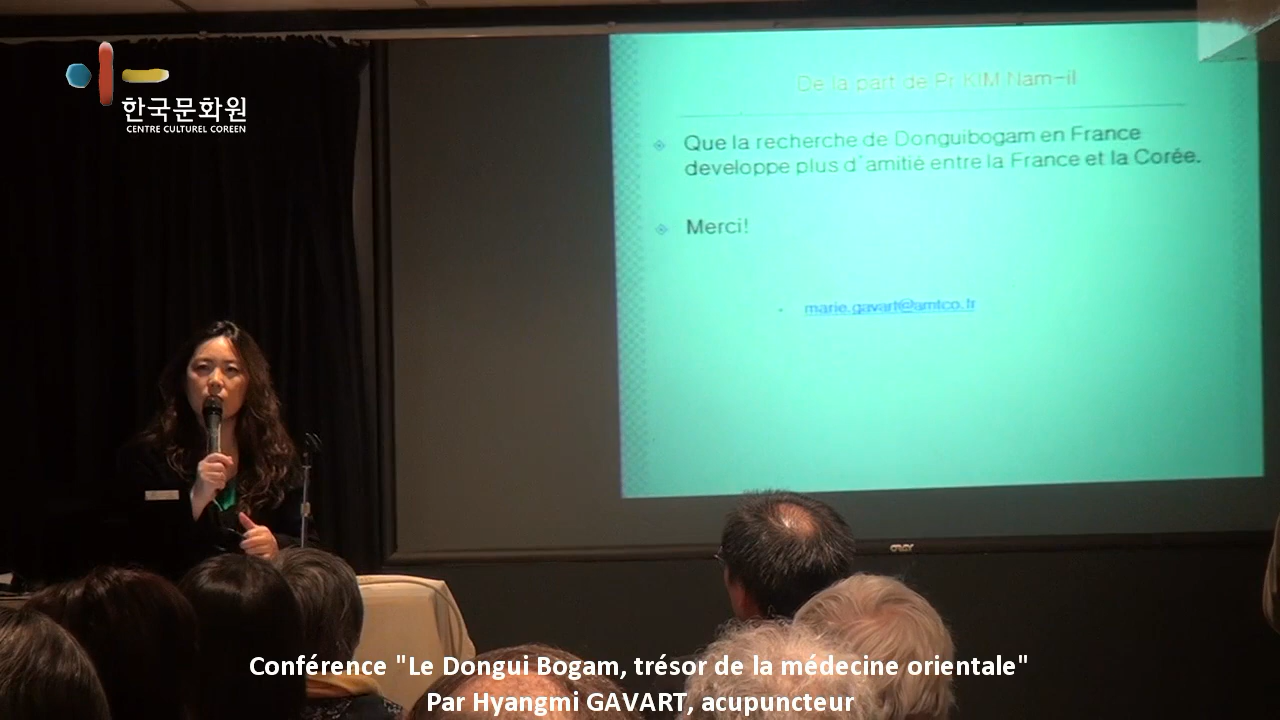 한국문화원
CENTRE CULTUREL COREEN
De la part de Pr KIM Nam-il
Que la recherche de Donguibogam en France
developpe plus d'amitié entre la France et la Corée.
Merci!
marie.gavart@amtco.fr
Conférence "Le Dongui Bogam, trésor de la médecine orientale"
Par Hyangmi GAVART, acupuncteur